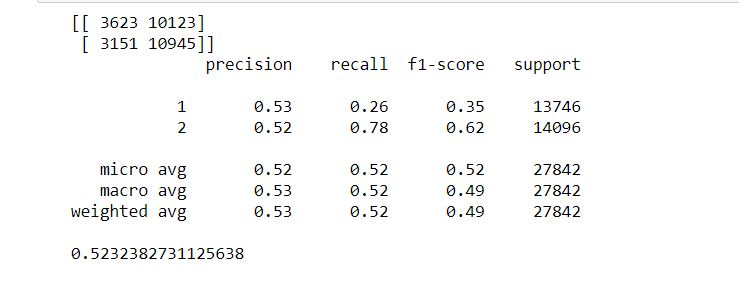 [[ 3623 10123]
 [ 3151 10945]]
              precision    recall  f1-score   support

           1       0.53      0.26      0.35     13746
           2       0.52      0.78      0.62     14096

   micro avg       0.52      0.52      0.52     27842
   macro avg       0.53      0.52      0.49     27842
weighted avg       0.53      0.52      0.49     27842

0.5232382731125638